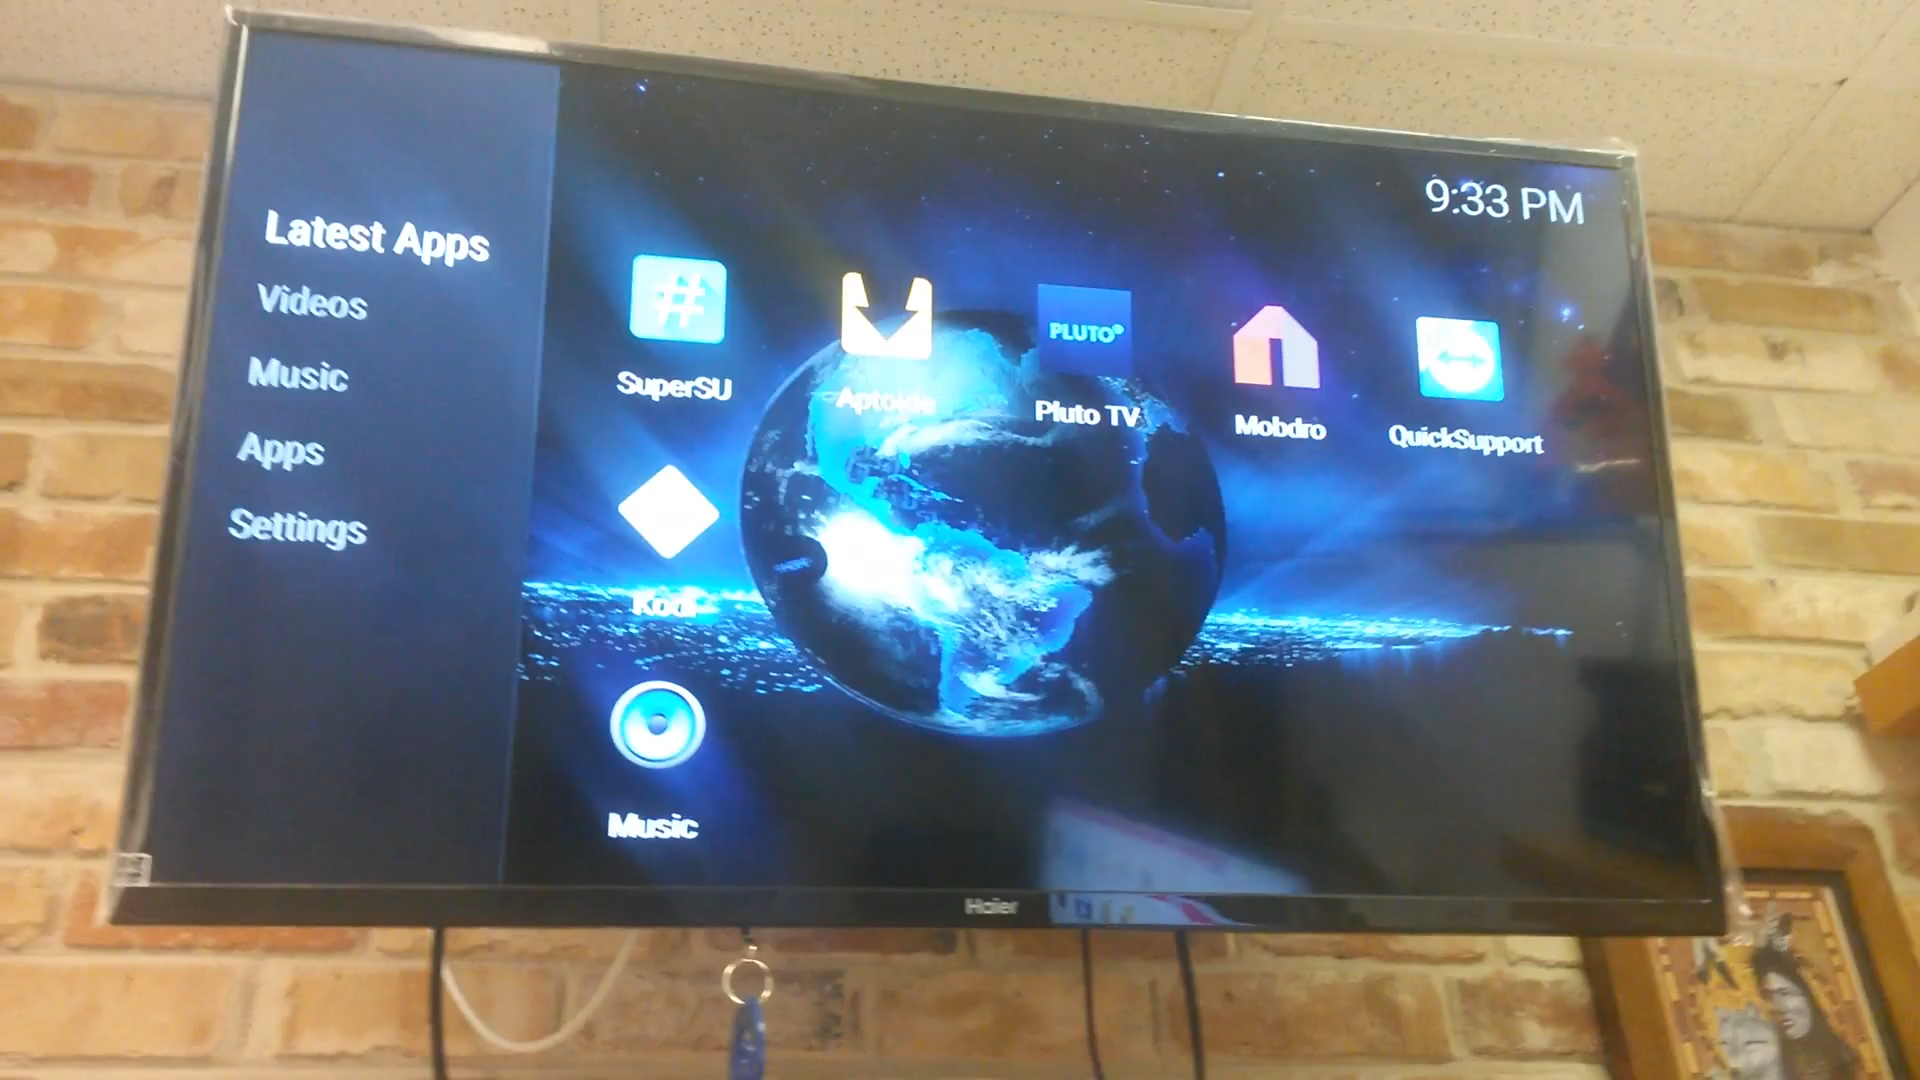 9:33 PM
Latest Apps
Videos
Music
Apps
Settings
#
SuperSU
Aptoide
PLUTO
Pluto TV
Mobdro
QuickSupport
Kodi
Music
Haier